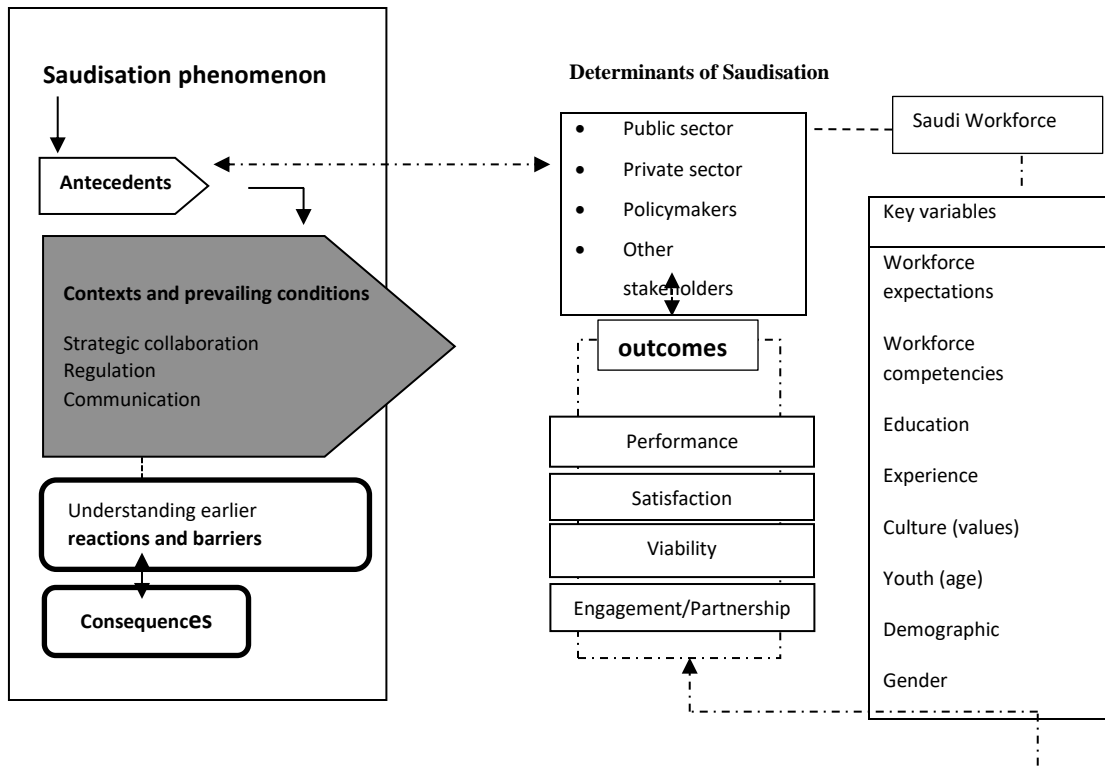 Saudisation phenomenon
Antecedents
Contexts and prevailing conditions
Strategic collaboration
Regulation
Communication
Understanding earlier
reactions and barriers
Consequences
Determinants of Saudisation
• Public sector
• Private sector
• Policymakers
• Other
stakeholders
outcomes
Performance
Satisfaction
Viability
Engagement/Partnership
Saudi Workforce
Key variables
Workforce
expectations
Workforce
competencies
Education
Experience
Culture (values)
Youth (age)
Demographic
Gender